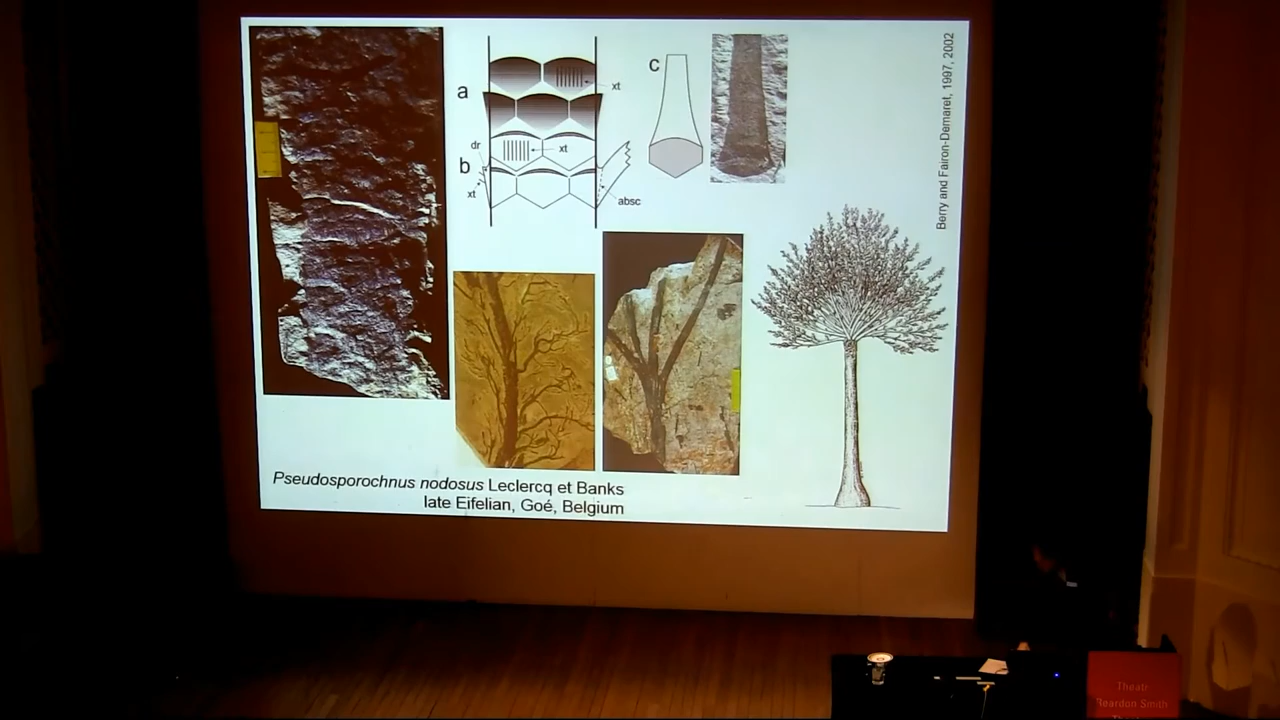 a
xt
dr
xt
b
xt
absc
c
Berry and Fairon-Demaret, 1997, 2002
Pseudosporochnus nodosus Leclercq et Banks
late Eifelian, Goé, Belgium
Theatr
Reardon Smith